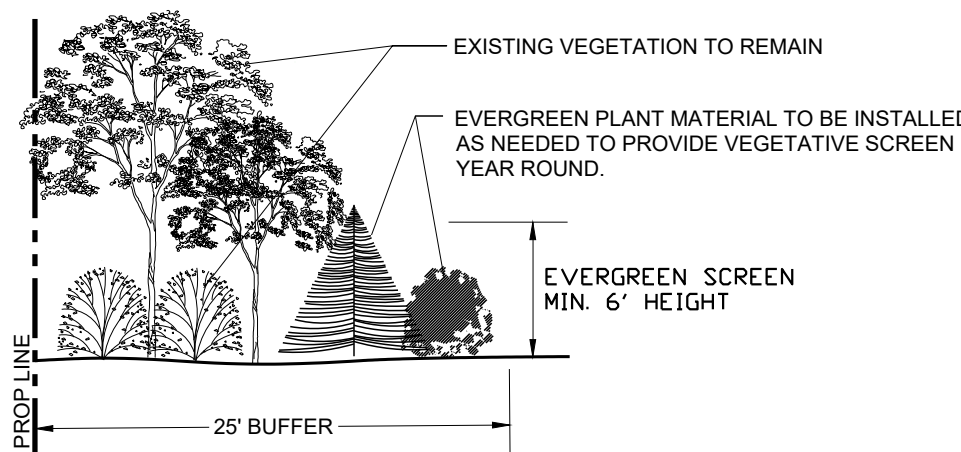 EXISTING VEGETATION TO REMAIN
EVERGREEN PLANT MATERIAL TO BE INSTALLED
AS NEEDED TO PROVIDE VEGETATIVE SCREEN
YEAR ROUND.
EVERGREEN SCREEN
MIN. 6' HEIGHT
PROP LINE
25' BUFFER